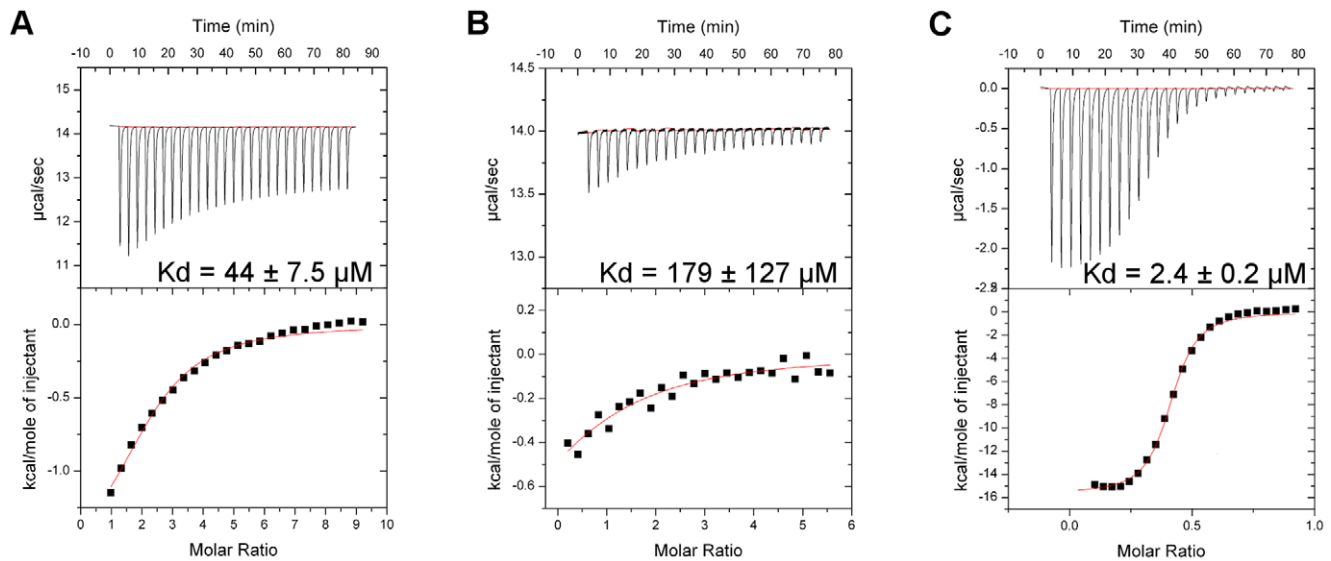 A
Time (min)
-10 0 10 20 30 40 50 60 70 80 90
15
14
13
12
11
µcal/sec
Kd = 44 ± 7.5 µM
0.0
-0.5
-1.0
kcal/mole of injectant
0 1 2 3 4 5 6 7 8 9 10
Molar Ratio
B
Time (min)
-10 0 10 20 30 40 50 60 70 80
14.5
14.0
13.5
13.0
µcal/sec
Kd = 179 ± 127 µM
0.2
0.0
-0.2
-0.4
-0.6
kcal/mole of injectant
0 1 2 3 4 5 6
Molar Ratio
C
Time (min)
-10 0 10 20 30 40 50 60 70 80
0.0
-0.5
-1.0
-1.5
-2.0
µcal/sec
Kd = 2.4 ± 0.2 µM
0
-2
-4
-6
-8
-10
-12
-14
-16
kcal/mole of injectant
0.0 0.5 1.0
Molar Ratio